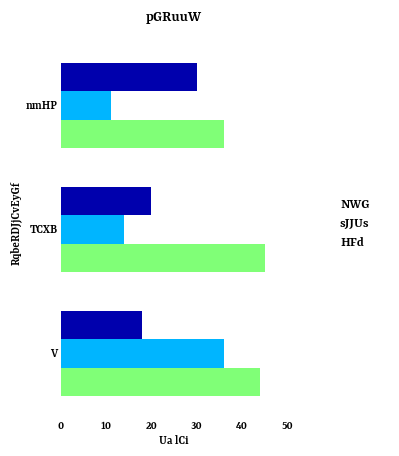 pGRuuW
RqbeRDJjCvEyGf
nmHP
TCXB
V
NWG
sJJUs
HFd
0 10 20 30 40 50
Ua lCi